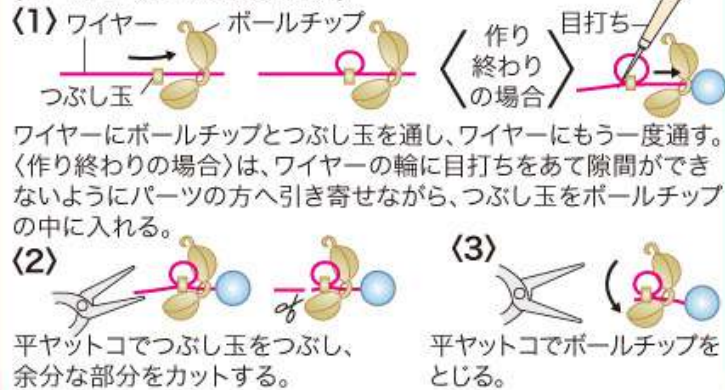 〈1〉 ワイヤー ボールチップ
つぶし玉
〈作り終わりの場合〉
目打ち
ワイヤーにボールチップとつぶし玉を通し、ワイヤーにもう一度通す。
〈作り終わりの場合〉は、ワイヤーの輪に目打ちをあて隙間ができ
ないようにパーツの方へ引き寄せながら、つぶし玉をボールチップ
の中に入れる。
〈2〉
平ヤットコでつぶし玉をつぶし、
余分な部分をカットする。
〈3〉
平ヤットコでボールチップを
とじる。